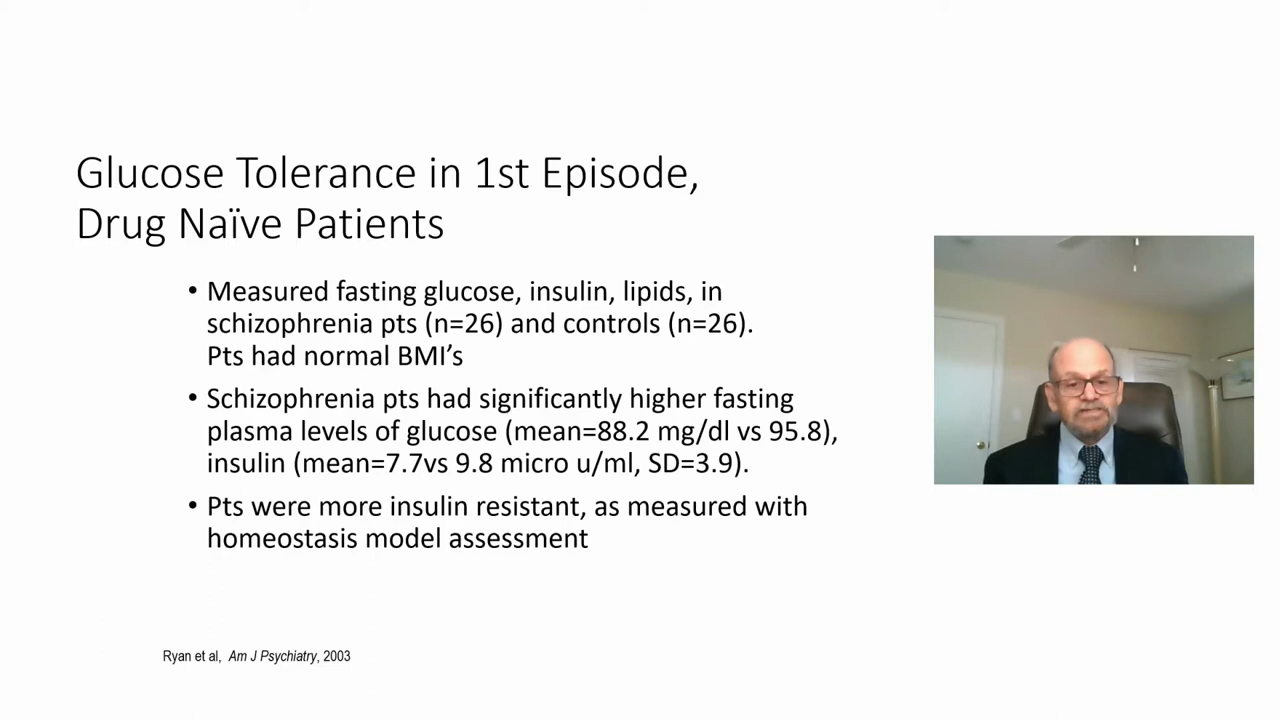 Glucose Tolerance in 1st Episode,
Drug Naïve Patients
• Measured fasting glucose, insulin, lipids, in
schizophrenia pts (n=26) and controls (n=26).
Pts had normal BMI’s
• Schizophrenia pts had significantly higher fasting
plasma levels of glucose (mean=88.2 mg/dl vs 95.8),
insulin (mean=7.7vs 9.8 micro u/ml, SD=3.9).
• Pts were more insulin resistant, as measured with
homeostasis model assessment
Ryan et al, Am J Psychiatry, 2003